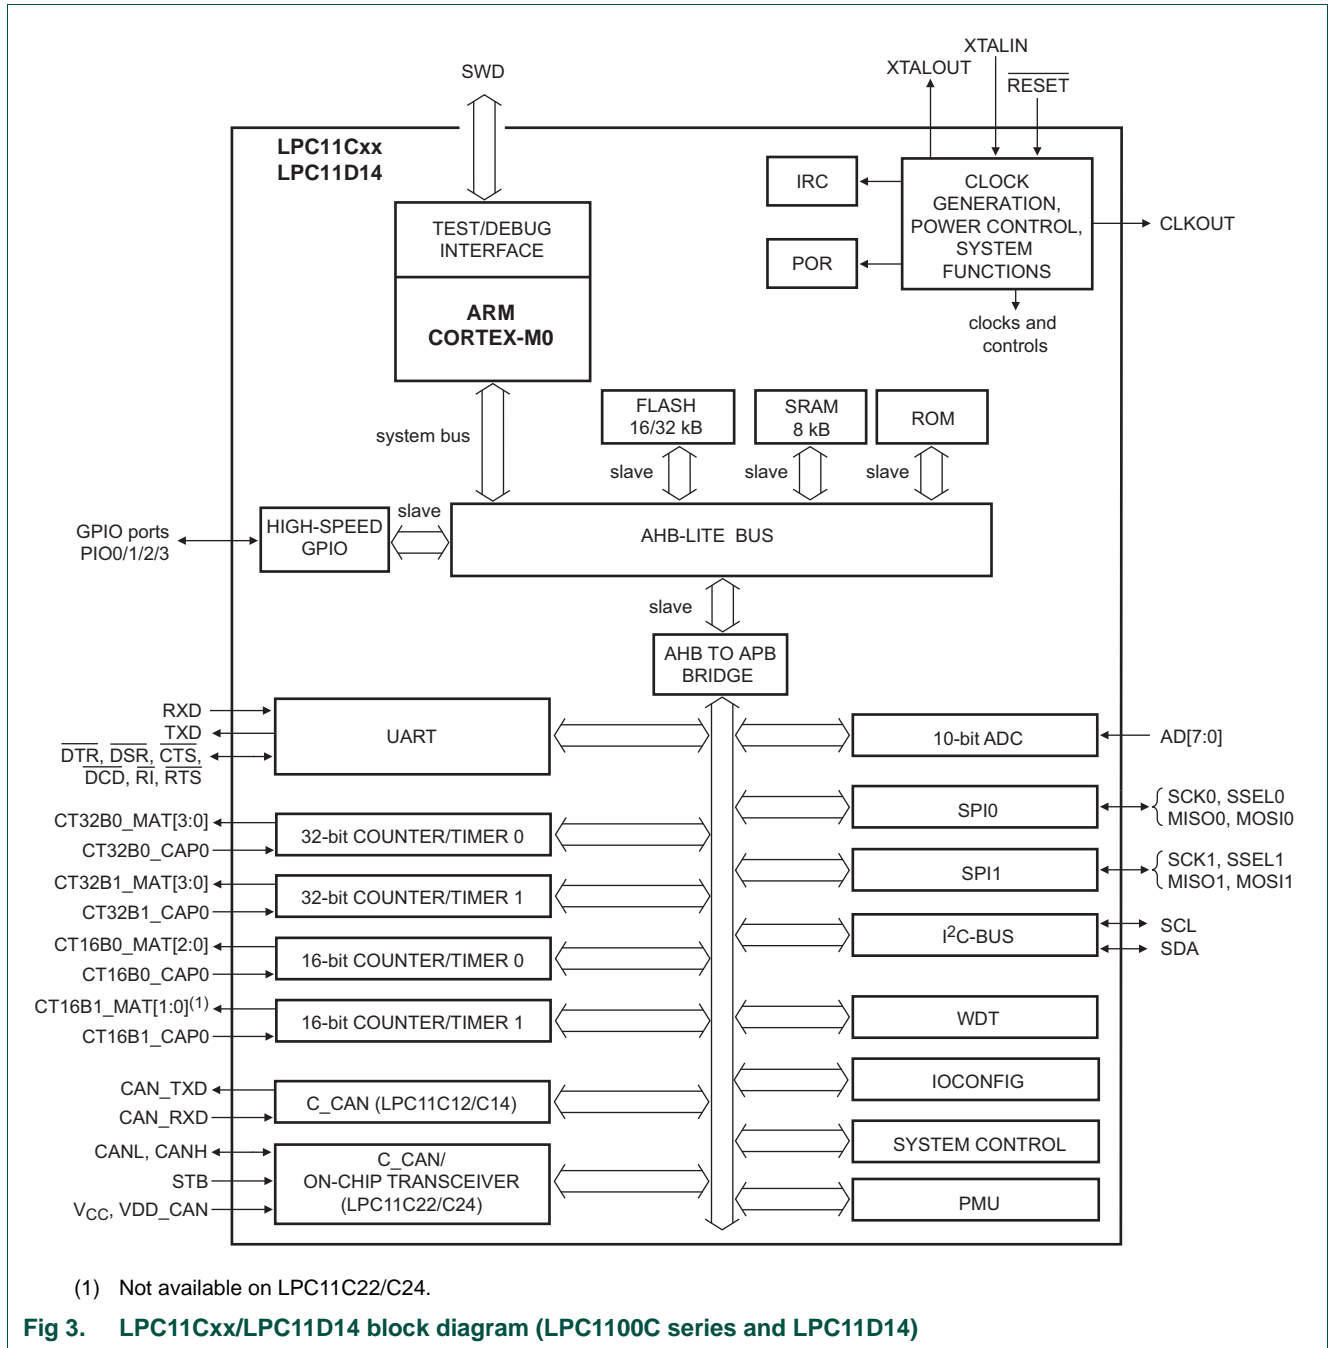 XTALIN
XTALOUT
RESET
SWD
LPC11Cxx
LPC11D14
IRC
POR
CLOCK
GENERATION,
POWER CONTROL,
SYSTEM
FUNCTIONS
CLKOUT
clocks and
controls
TEST/DEBUG
INTERFACE
ARM
CORTEX-M0
system bus
FLASH
16/32 kB
SRAM
8 kB
ROM
slave
slave
slave
GPIO ports
PIO0/1/2/3
HIGH-SPEED
GPIO
slave
AHB-LITE BUS
slave
AHB TO APB
BRIDGE
RXD
TXD
DTR, DSR, CTS,
DCD, RI, RTS
UART
10-bit ADC
AD[7:0]
CT32B0_MAT[3:0]
CT32B0_CAP0
32-bit COUNTER/TIMER 0
SPI0
SCK0, SSEL0
MISO0, MOSI0
CT32B1_MAT[3:0]
CT32B1_CAP0
32-bit COUNTER/TIMER 1
SPI1
SCK1, SSEL1
MISO1, MOSI1
CT16B0_MAT[2:0]
CT16B0_CAP0
16-bit COUNTER/TIMER 0
I2C-BUS
SCL
SDA
CT16B1_MAT[1:0](1)
CT16B1_CAP0
16-bit COUNTER/TIMER 1
WDT
IOCONFIG
CAN_TXD
CAN_RXD
C_CAN (LPC11C12/C14)
SYSTEM CONTROL
CANL, CANH
STB
VCC, VDD_CAN
C_CAN/
ON-CHIP TRANSCEIVER
(LPC11C22/C24)
PMU
(1) Not available on LPC11C22/C24.
Fig 3. LPC11Cxx/LPC11D14 block diagram (LPC1100C series and LPC11D14)